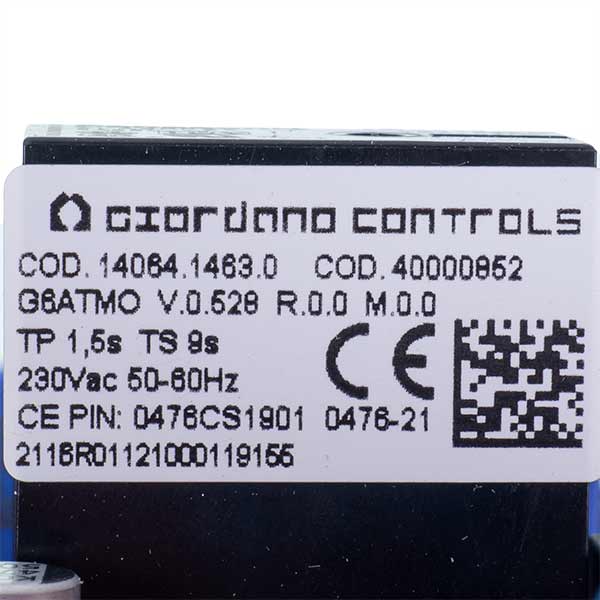 GIORDANO CONTROLS
COD. 14064.1463.0 COD. 40000852
G6ATMO V.0.528 R.0.0 M.0.0
TP 1,5s TS 9s
230Vac 50-60Hz
CE
CE PIN: 0476CS1901 0476-21
2116R01121000119155